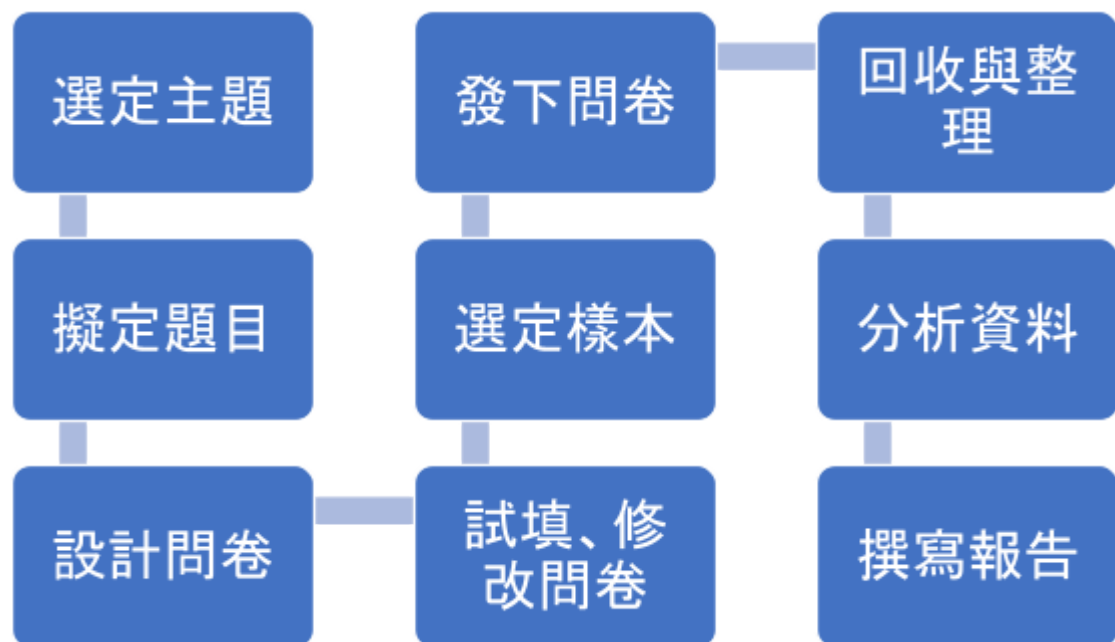 選定主題
擬定題目
設計問卷
試填、修
改問卷
選定樣本
發下問卷
回收與整
理
分析資料
撰寫報告